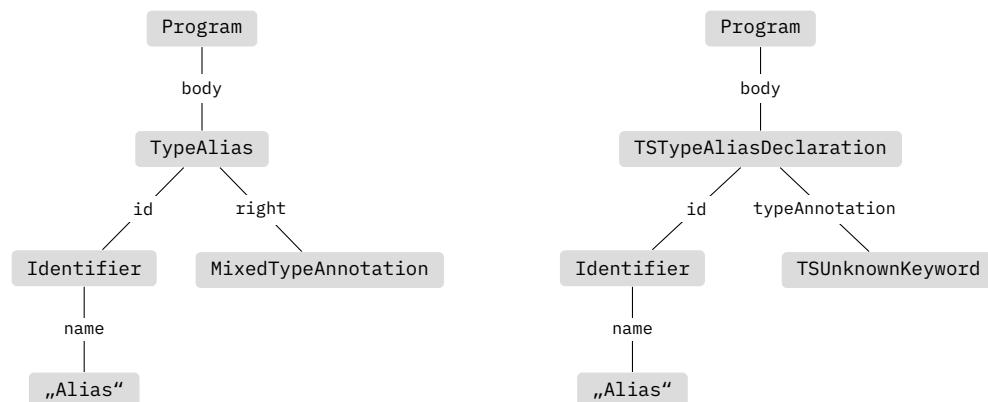 Program
body
TypeAlias
id right
Identifier MixedTypeAnnotation
name
„Alias“
Program
body
TSTypeAliasDeclaration
id typeAnnotation
Identifier TSUnknownKeyword
name
„Alias“